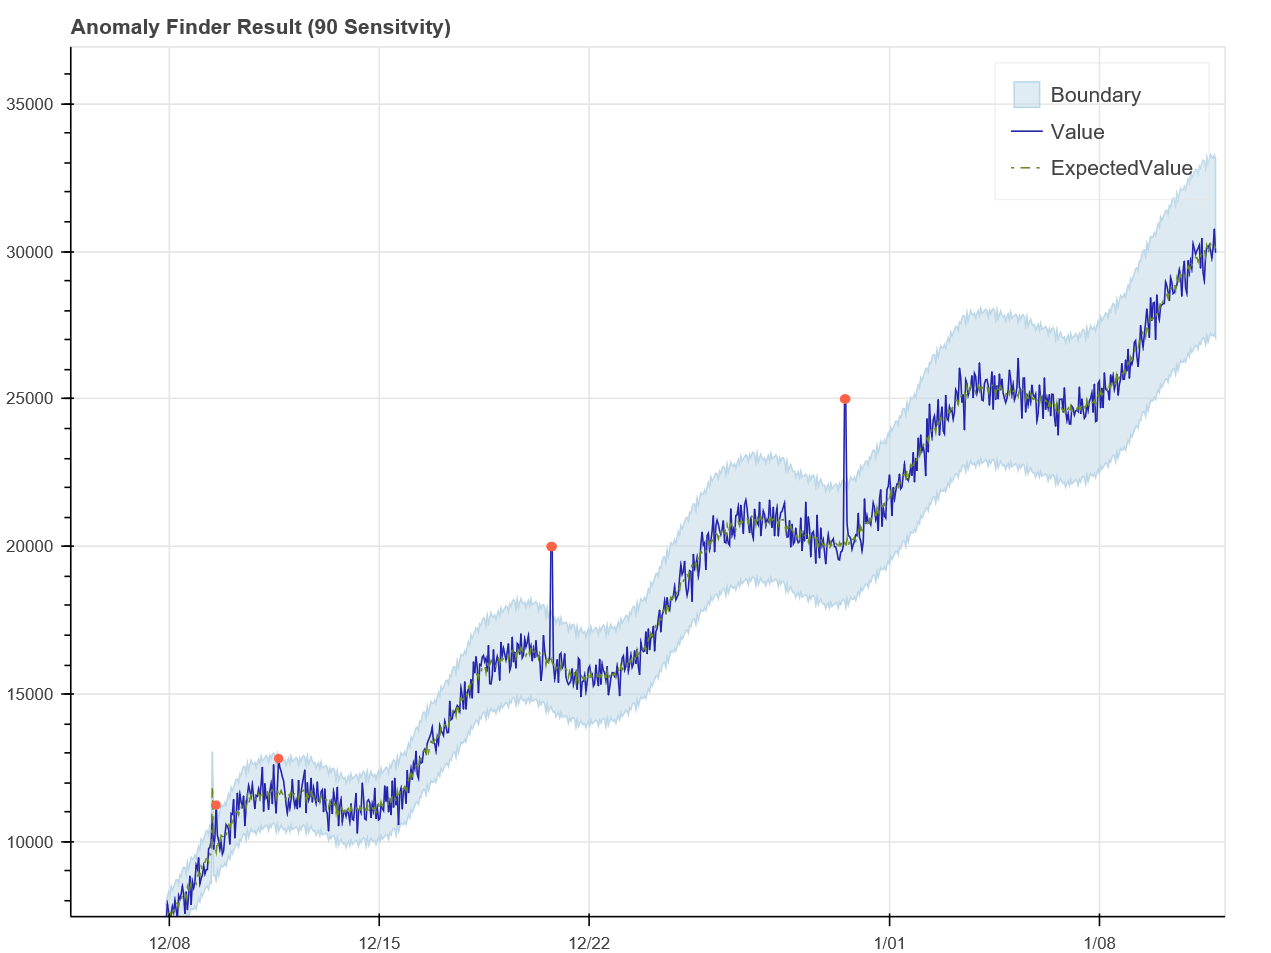 Anomaly Finder Result (90 Sensitvity)
35000
30000
25000
20000
15000
10000
12/08
12/15
12/22
1/01
1/08
Boundary
Value
ExpectedValue